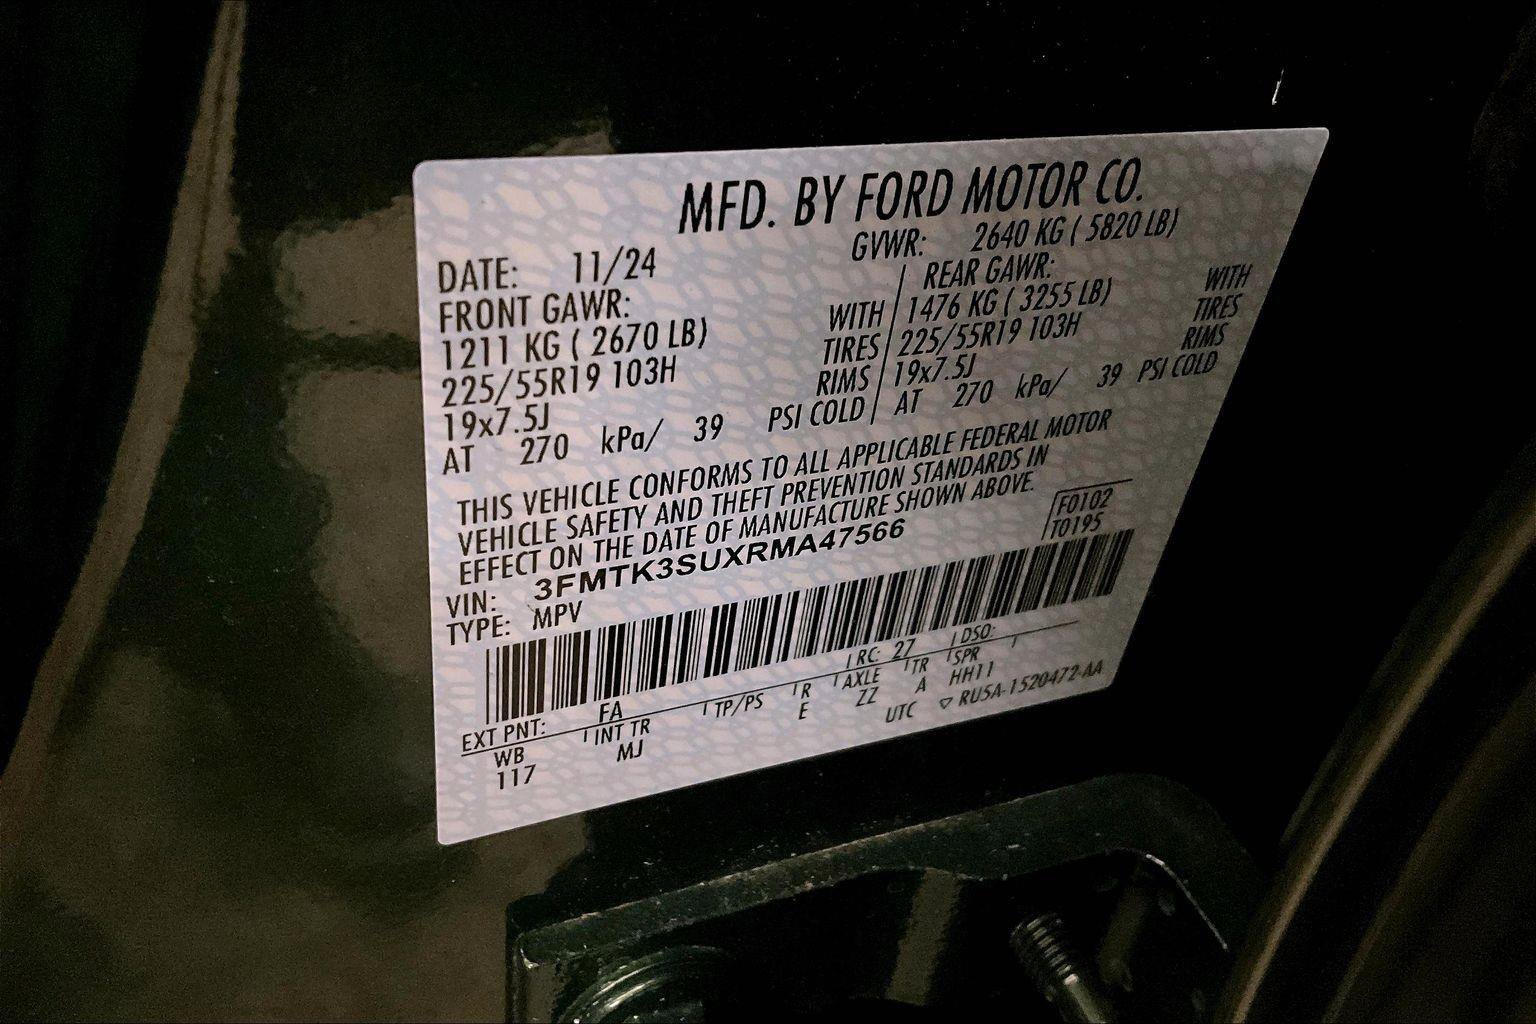 MFD. BY FORD MOTOR CO.
DATE: 11/24 GVWR: 2640 KG ( 5820 LB)
FRONT GAWR: REAR GAWR:
1211 KG ( 2670 LB) WITH 1476 KG ( 3255 LB) WITH
225/55R19 103H TIRES 225/55R19 103H TIRES
19x7.5J RIMS 19x7.5J RIMS
AT 270 kPa/ 39 PSI COLD AT 270 kPa/ 39 PSI COLD
THIS VEHICLE CONFORMS TO ALL APPLICABLE FEDERAL MOTOR
VEHICLE SAFETY AND THEFT PREVENTION STANDARDS IN
EFFECT ON THE DATE OF MANUFACTURE SHOWN ABOVE.
F0102
T0195
VIN: 3FMTK3SUXRMA47566
TYPE: MPV
EXT PNT: FA RC: 27 DSO:
WB INT TR TP/PS R AXLE TR SPR
117 MJ E ZZ A HH11
UTC ▽ RU5A-1520472-AA